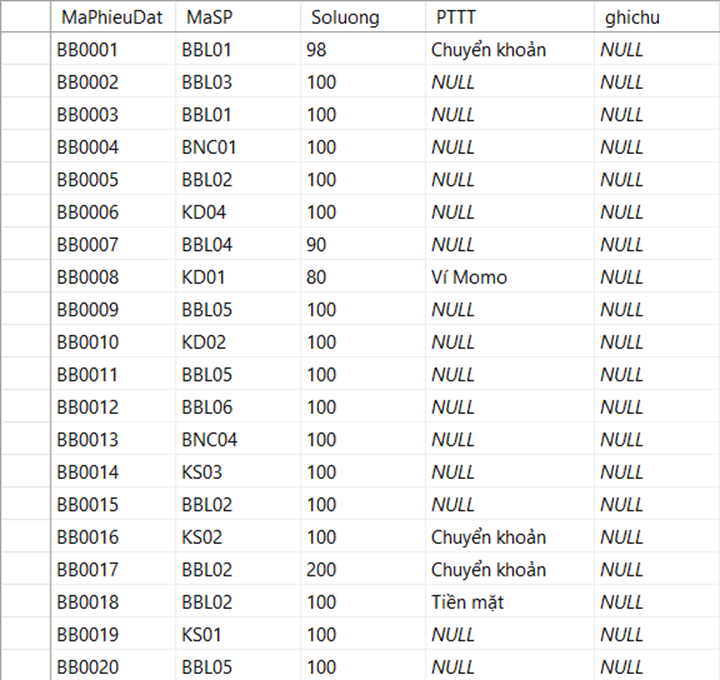 MaPhieuDat MaSP Soluong PTTT ghichu
BB0001 BBL01 98 Chuyển khoản NULL
BB0002 BBL03 100 NULL NULL
BB0003 BBL01 100 NULL NULL
BB0004 BNC01 100 NULL NULL
BB0005 BBL02 100 NULL NULL
BB0006 KD04 100 NULL NULL
BB0007 BBL04 90 NULL NULL
BB0008 KD01 80 Ví Momo NULL
BB0009 BBL05 100 NULL NULL
BB0010 KD02 100 NULL NULL
BB0011 BBL05 100 NULL NULL
BB0012 BBL06 100 NULL NULL
BB0013 BNC04 100 NULL NULL
BB0014 KS03 100 NULL NULL
BB0015 BBL02 100 NULL NULL
BB0016 KS02 100 Chuyển khoản NULL
BB0017 BBL02 200 Chuyển khoản NULL
BB0018 BBL02 100 Tiền mặt NULL
BB0019 KS01 100 NULL NULL
BB0020 BBL05 100 NULL NULL